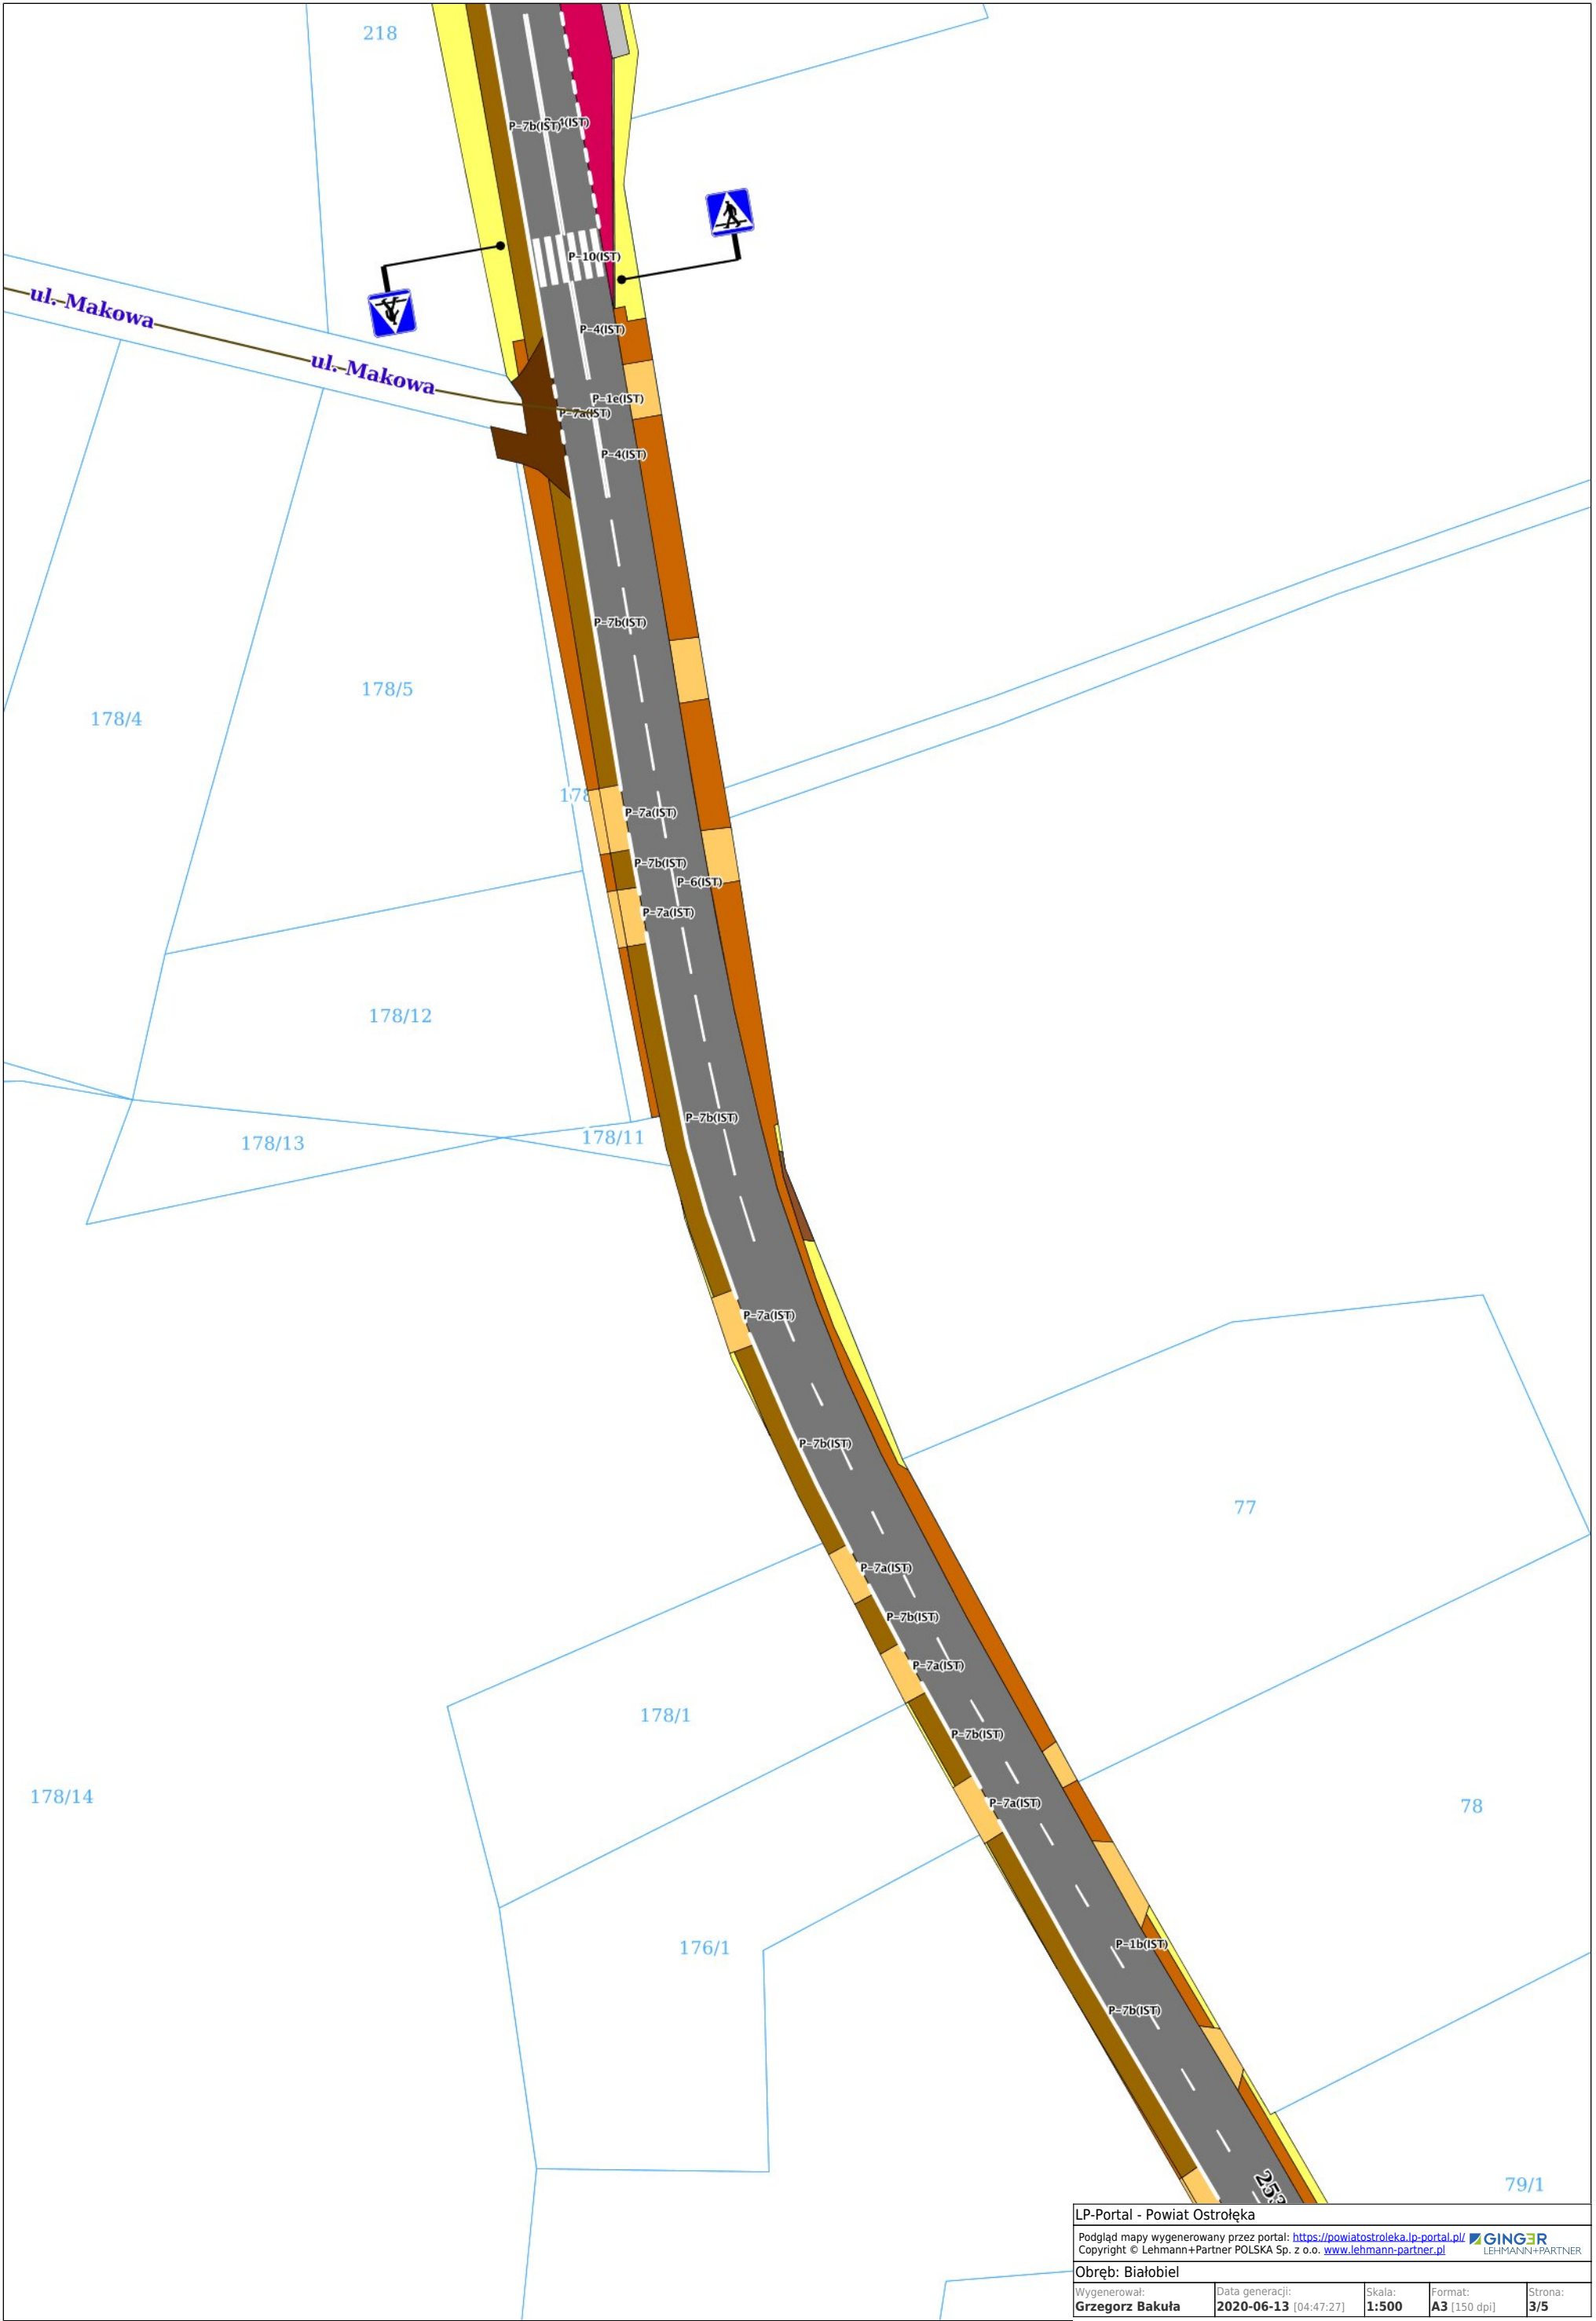 218
P-7b(IST)
P-10(IST)
ul. Makowa
P-4(IST)
ul. Makowa
P-1e(IST)
P-7a(IST)
P-4(IST)
P-7b(IST)
178/5
178/4
178
P-7a(IST)
P-7b(IST)
P-6(IST)
P-7a(IST)
178/12
P-7b(IST)
178/11
178/13
P-7a(IST)
P-7b(IST)
77
P-7a(IST)
P-7b(IST)
P-7a(IST)
178/1
P-7b(IST)
178/14
P-7a(IST)
78
P-1b(IST)
176/1
P-7b(IST)
79/1
LP-Portal - Powiat Ostrołęka
Podgląd mapy wygenerowany przez portal: https://powiatostroleka.lp-portal.pl/
Copyright © Lehmann+Partner POLSKA Sp. z o.o. www.lehmann-partner.pl
GINGER
LEHMANN+PARTNER
Obręb: Białobiel
Wygenerował: Data generacji: Skala: Format: Strona:
Grzegorz Bakuła 2020-06-13 [04:47:27] 1:500 A3 [150 dpi] 3/5